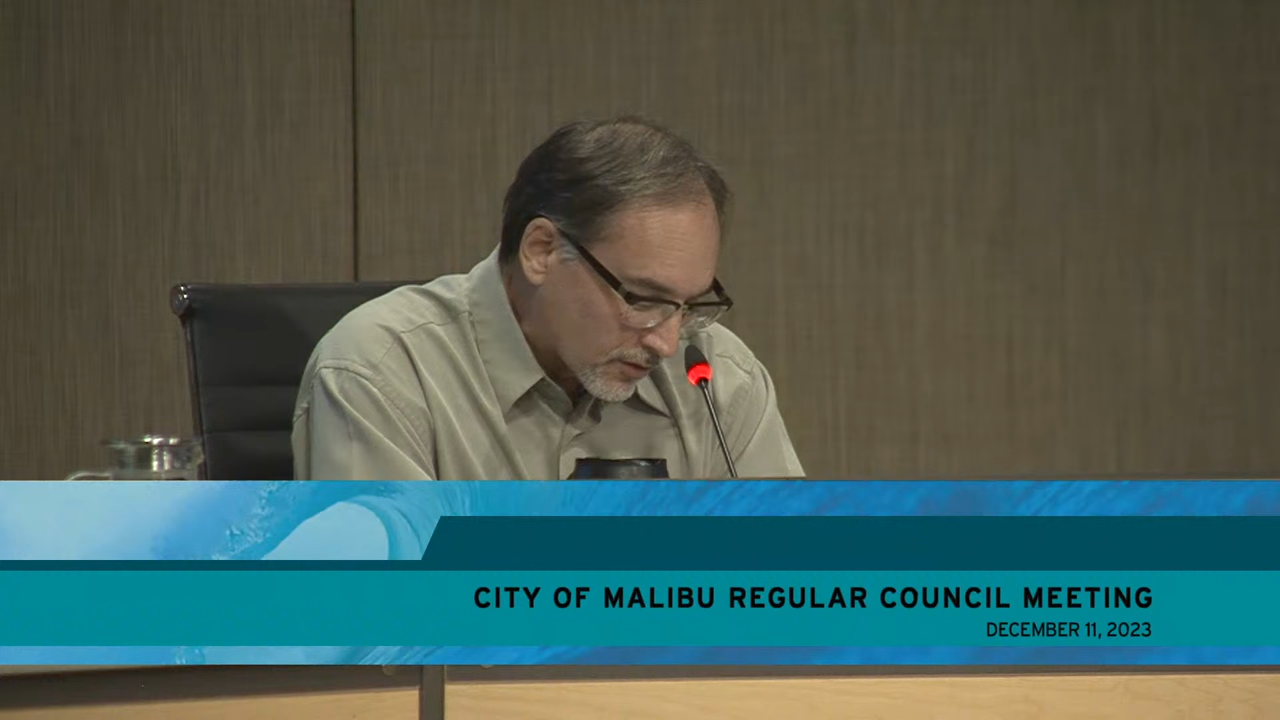 CITY OF MALIBU REGULAR COUNCIL MEETING
DECEMBER 11, 2023